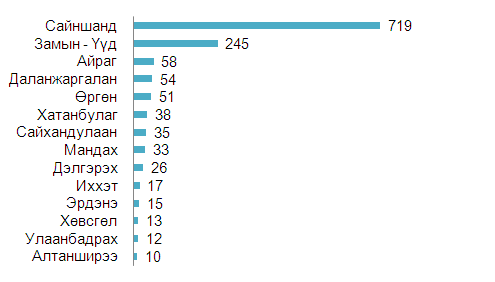 Сайншанд 719
Замын - Үүд 245
Айраг 58
Даланжаргалан 54
Өргөн 51
Хатанбулаг 38
Сайхандулаан 35
Мандах 33
Дэлгэрэх 26
Иххэт 17
Эрдэнэ 15
Хөвсгөл 13
Улаанбадрах 12
Алтанширээ 10